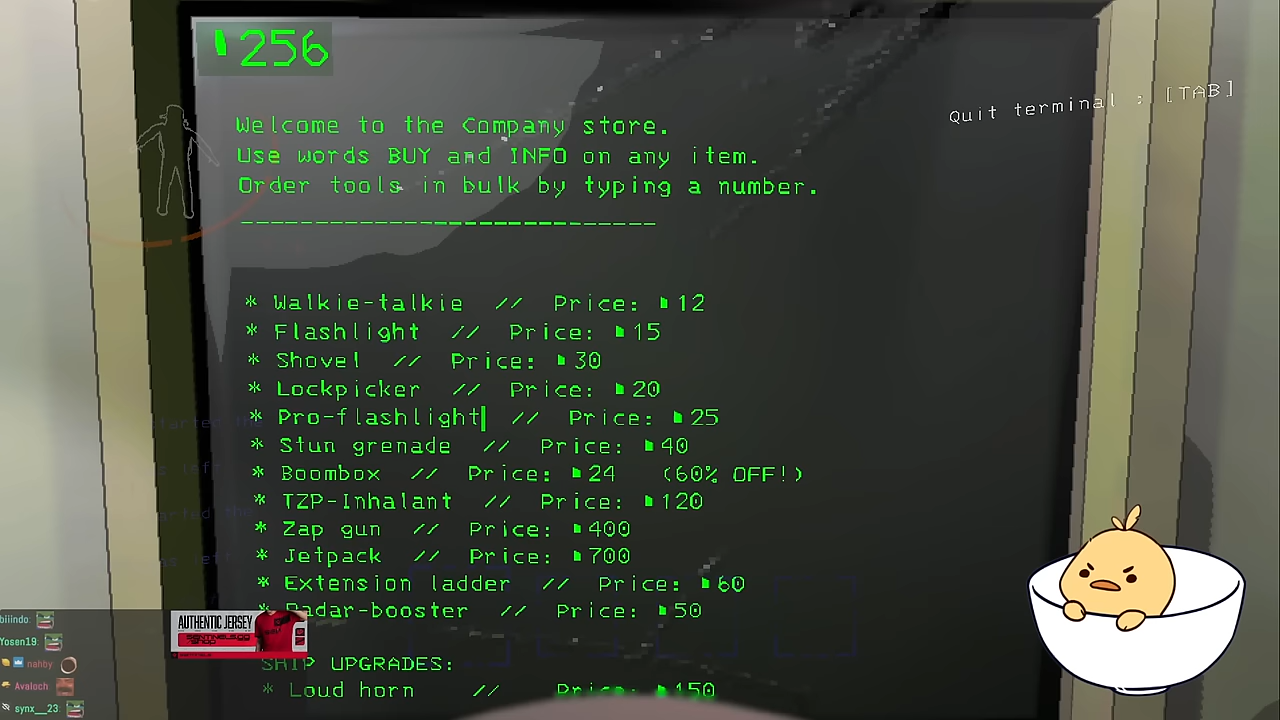 256
Quit terminal : [TAB]
Welcome to the Company store.
Use words BUY and INFO on any item.
Order tools in bulk by typing a number.
----------------------------
* Walkie-talkie // Price: 12
* Flashlight // Price: 15
* Shovel // Price: 30
* Lockpicker // Price: 20
* Pro-flashlight // Price: 25
* Stun grenade // Price: 40
* Boombox // Price: 24 (60% OFF!)
* TZP-Inhalant // Price: 120
* Zap gun // Price: 400
* Jetpack // Price: 700
* Extension ladder // Price: 60
* Radar-booster // Price: 50
SHIP UPGRADES:
* Loud horn // Price: 150
biindo:
Yosen19:
nahby
Avaloch:
synx__23:
AUTHENTIC JERSEY